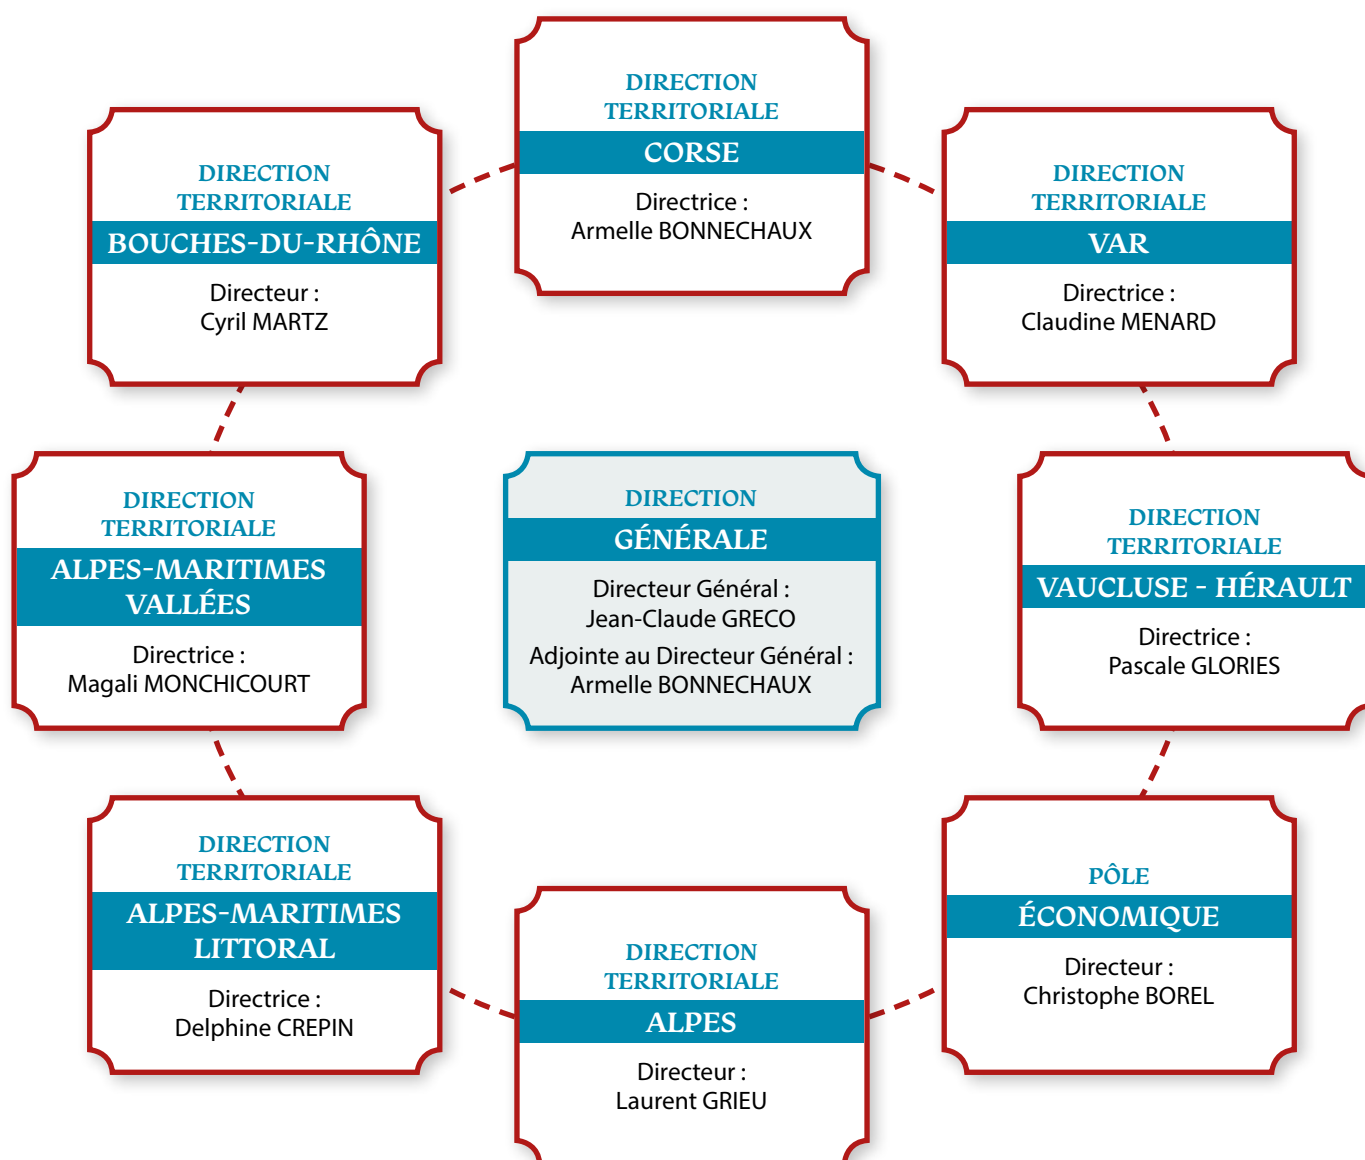 DIRECTION
TERRITORIALE
CORSE
Directrice :
Armelle BONNECHAUX
DIRECTION
TERRITORIALE
BOUCHES-DU-RHÔNE
Directeur :
Cyril MARTZ
DIRECTION
TERRITORIALE
VAR
Directrice :
Claudine MENARD
DIRECTION
TERRITORIALE
ALPES-MARITIMES
VALLÉES
Directrice :
Magali MONCHICOURT
DIRECTION
GÉNÉRALE
Directeur Général :
Jean-Claude GRECO
Adjointe au Directeur Général :
Armelle BONNECHAUX
DIRECTION
TERRITORIALE
VAUCLUSE - HÉRAULT
Directrice :
Pascale GLORIES
DIRECTION
TERRITORIALE
ALPES-MARITIMES
LITTORAL
Directrice :
Delphine CREPIN
DIRECTION
TERRITORIALE
ALPES
Directeur :
Laurent GRIEU
PÔLE
ÉCONOMIQUE
Directeur :
Christophe BOREL